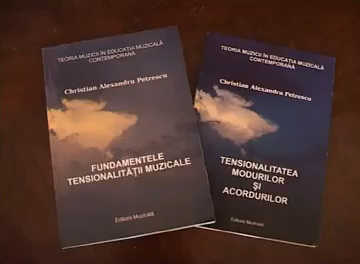 TEORIA MUZICII ÎN EDUCAȚIA MUZICALĂ
CONTEMPORANĂ
Christian Alexandru Petrescu
FUNDAMENTELE
TENSIONALITĂȚII MUZICALE
Editura Muzicală
TEORIA MUZICII ÎN EDUCAȚIA MUZICALĂ
CONTEMPORANĂ
Christian Alexandru Petrescu
TENSIONALITATEA
MODURILOR
ȘI
ACORDURILOR
Editura Muzicală